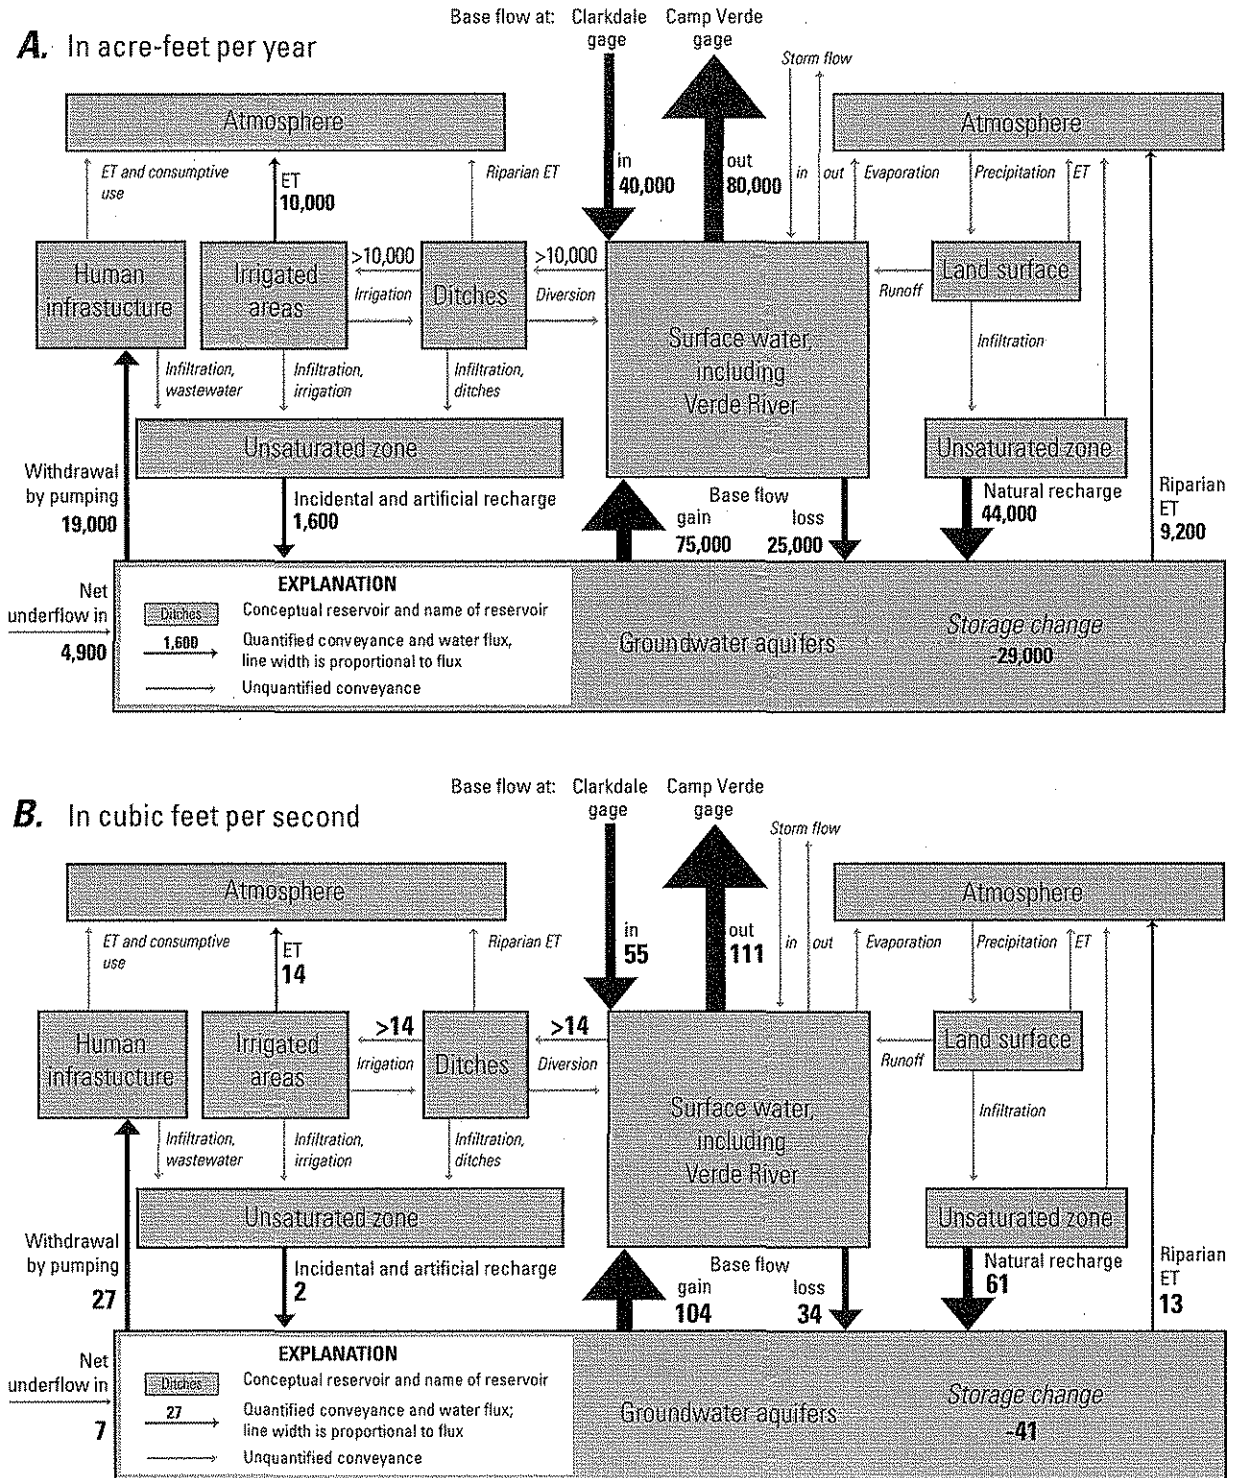 Base flow at: Clarkdale gage
Camp Verde gage
A. In acre-feet per year
Storm flow
Atmosphere
Atmosphere
ET and consumptive
use
ET
10,000
Riparian ET
in
40,000
out
80,000
in
out
Evaporation
Precipitation
ET
Human
infrastucture
Irrigated
areas
>10,000
Irrigation
Ditches
>10,000
Diversion
Surface water,
including
Verde River
Runoff
Land surface
Infiltration,
wastewater
Infiltration,
irrigation
Infiltration,
ditches
Infiltration
Unsaturated zone
Unsaturated zone
Withdrawal
by pumping
19,000
Incidental and artificial recharge
1,600
Base flow
gain
75,000
loss
25,000
Natural recharge
44,000
Riparian
ET
9,200
Net
underflow in
4,900
EXPLANATION
Ditches
Conceptual reservoir and name of reservoir
1,600
Quantified conveyance and water flux,
line width is proportional to flux
Unquantified conveyance
Groundwater aquifers
Storage change
-29,000
Base flow at: Clarkdale gage
Camp Verde gage
B. In cubic feet per second
Storm flow
Atmosphere
Atmosphere
ET and consumptive
use
ET
14
Riparian ET
in
55
out
111
in
out
Evaporation
Precipitation
ET
Human
infrastucture
Irrigated
areas
>14
Irrigation
Ditches
>14
Diversion
Surface water,
including
Verde River
Runoff
Land surface
Infiltration,
wastewater
Infiltration,
irrigation
Infiltration,
ditches
Infiltration
Unsaturated zone
Unsaturated zone
Withdrawal
by pumping
27
Incidental and artificial recharge
2
Base flow
gain
104
loss
34
Natural recharge
61
Riparian
ET
13
Net
underflow in
7
EXPLANATION
Ditches
Conceptual reservoir and name of reservoir
27
Quantified conveyance and water flux;
line width is proportional to flux
Unquantified conveyance
Groundwater aquifers
Storage change
-41